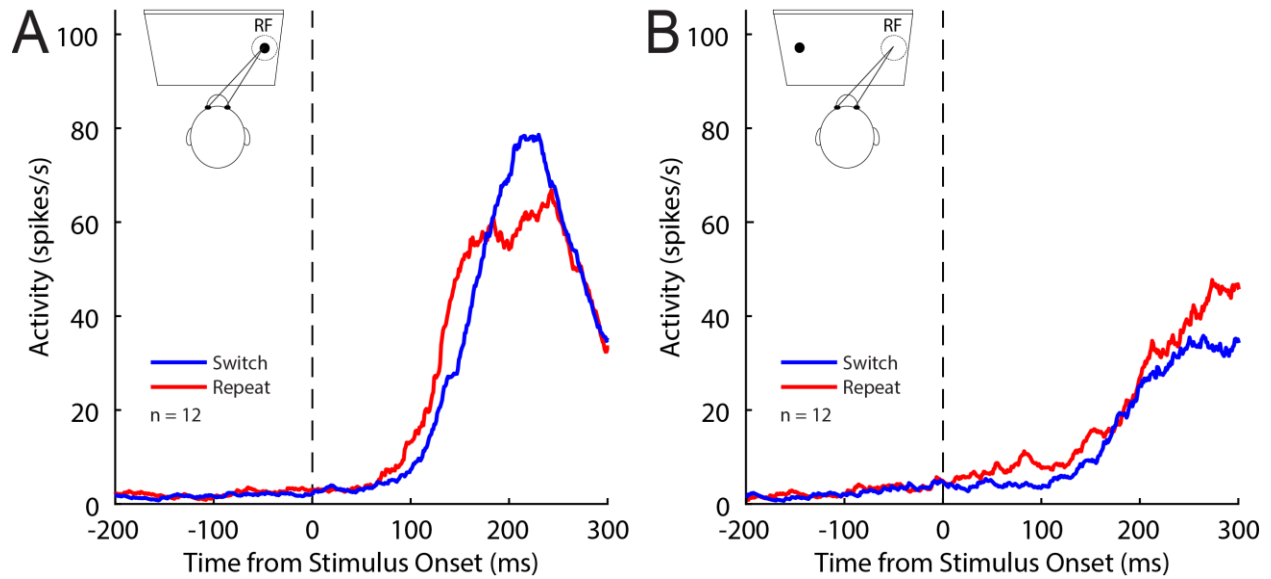 A
RF
Activity (spikes/s)
100
80
60
40
20
0
Switch
Repeat
n = 12
-200
-100
0
100
200
300
Time from Stimulus Onset (ms)
B
RF
Activity (spikes/s)
100
80
60
40
20
0
Switch
Repeat
n = 12
-200
-100
0
100
200
300
Time from Stimulus Onset (ms)